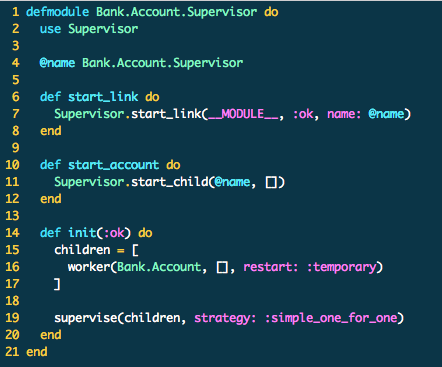 1 defmodule Bank.Account.Supervisor do
2   use Supervisor
3
4   @name Bank.Account.Supervisor
5
6   def start_link do
7     Supervisor.start_link(__MODULE__, :ok, name: @name)
8   end
9
10   def start_account do
11     Supervisor.start_child(@name, [])
12   end
13
14   def init(:ok) do
15     children = [
16       worker(Bank.Account, [], restart: :temporary)
17     ]
18
19     supervise(children, strategy: :simple_one_for_one)
20   end
21 end